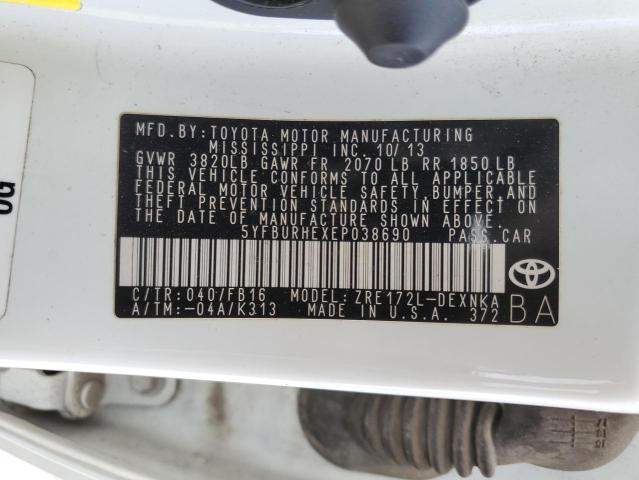 MFD. BY: TOYOTA MOTOR MANUFACTURING
MISSISSIPPI INC. 10/13
GVWR 3820LB GAWR FR 2070 LB RR 1850 LB
THIS VEHICLE CONFORMS TO ALL APPLICABLE
FEDERAL MOTOR VEHICLE SAFETY, BUMPER AND
THEFT PREVENTION STANDARDS IN EFFECT ON
THE DATE OF MANUFACTURE SHOWN ABOVE.
5YFBURHEXEP038690 PASS.CAR
C/TR: 040/FB16 MODEL: ZRE172L-DEXNKA
A/TM: -04A/K313 MADE IN U.S.A. 372
BA